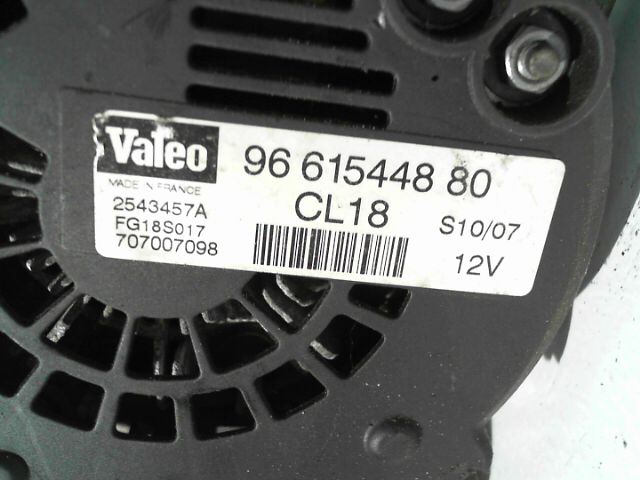 Valeo
96 615448 80
MADE IN FRANCE
CL18
2543457A
FG18S017
707007098
S10/07
12V